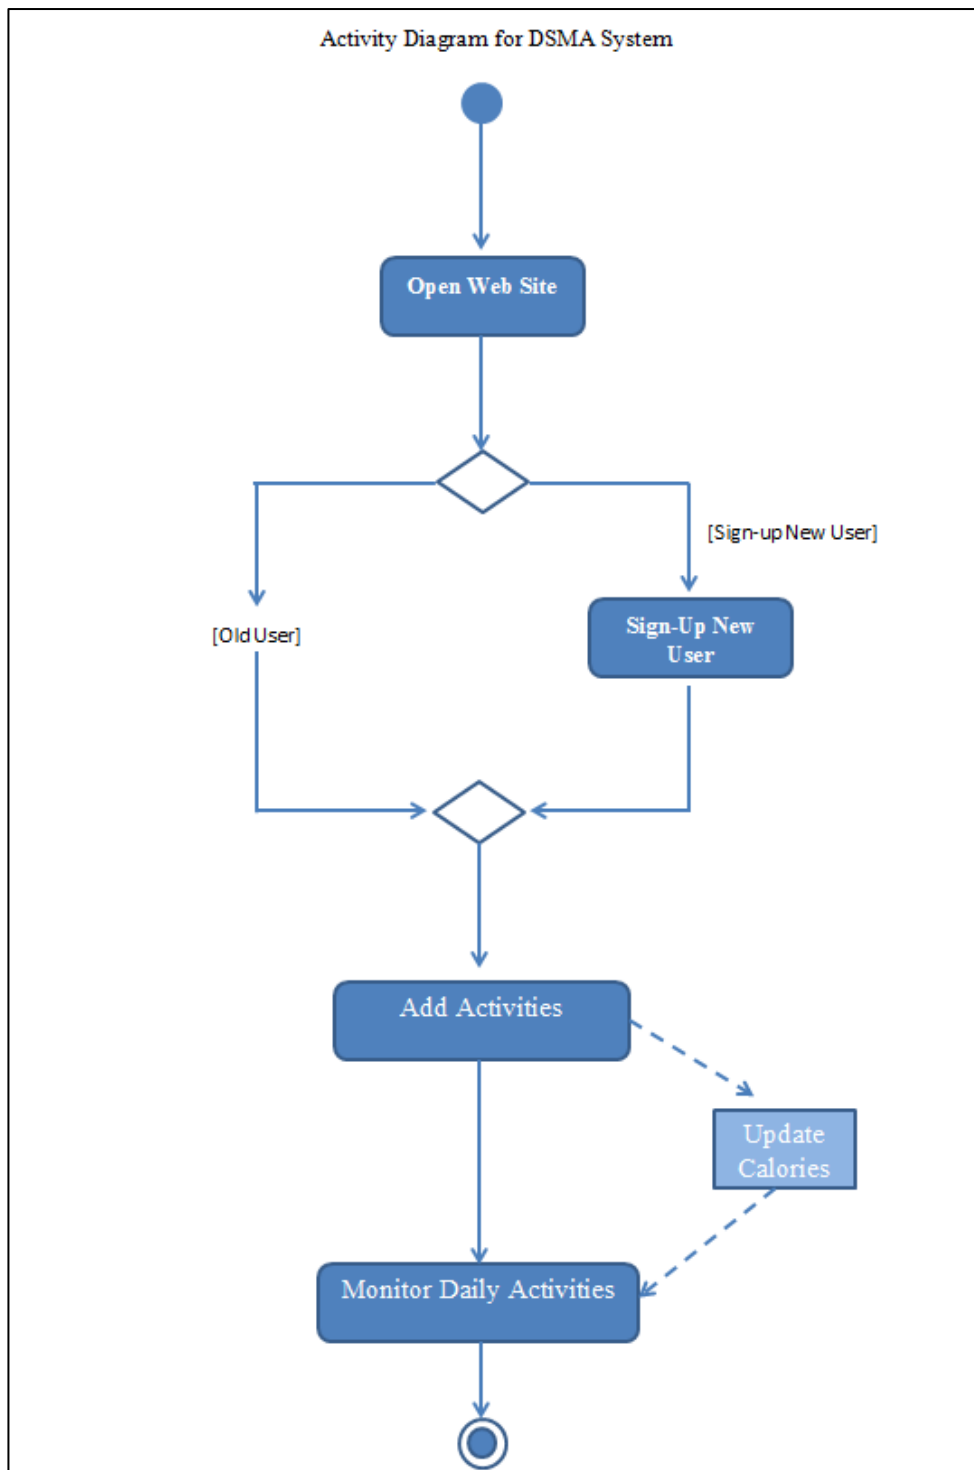 Activity Diagram for DSMA System
Open Web Site
[Sign-up New User]
[Old User]
Sign-Up New
User
Add Activities
Update
Calories
Monitor Daily Activities